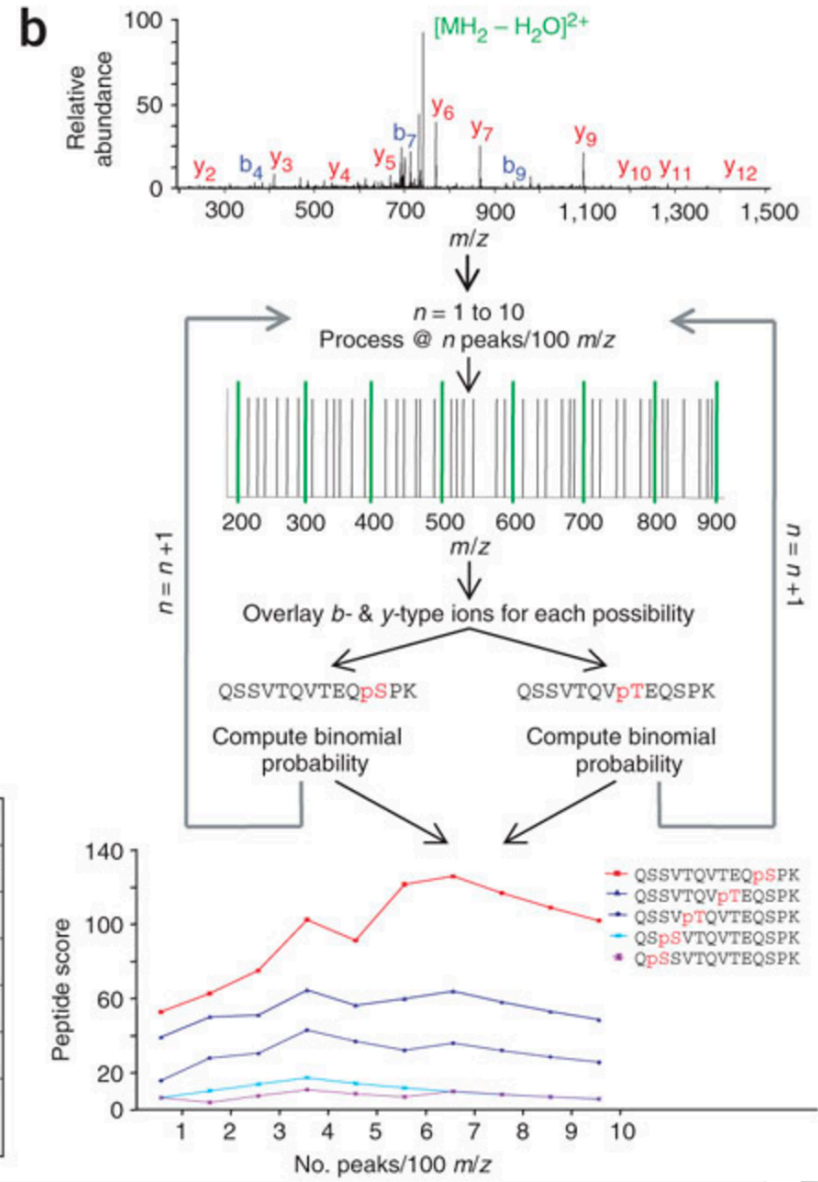 b
[MH₂ – H₂O]²⁺
Relative
abundance
100
50
0
y₂
b₄
y₃
y₄
y₅
b₇
y₆
y₇
b₉
y₉
y₁₀
y₁₁
y₁₂
300 500 700 900 1,100 1,300 1,500
m/z
n = 1 to 10
Process @ n peaks/100 m/z
200 300 400 500 600 700 800 900
m/z
n = n +1
n = n +1
Overlay b- & y-type ions for each possibility
QSSVTQVTEQpSPK
QSSVTQVpTEQSPK
Compute binomial
probability
Compute binomial
probability
Peptide score
140
100
60
20
0
QSSVTQVTEQpSPK
QSSVTQVpTEQSPK
QSSVpTQVTEQSPK
QSpSVTQVTEQSPK
QpSSVTQVTEQSPK
1 2 3 4 5 6 7 8 9 10
No. peaks/100 m/z